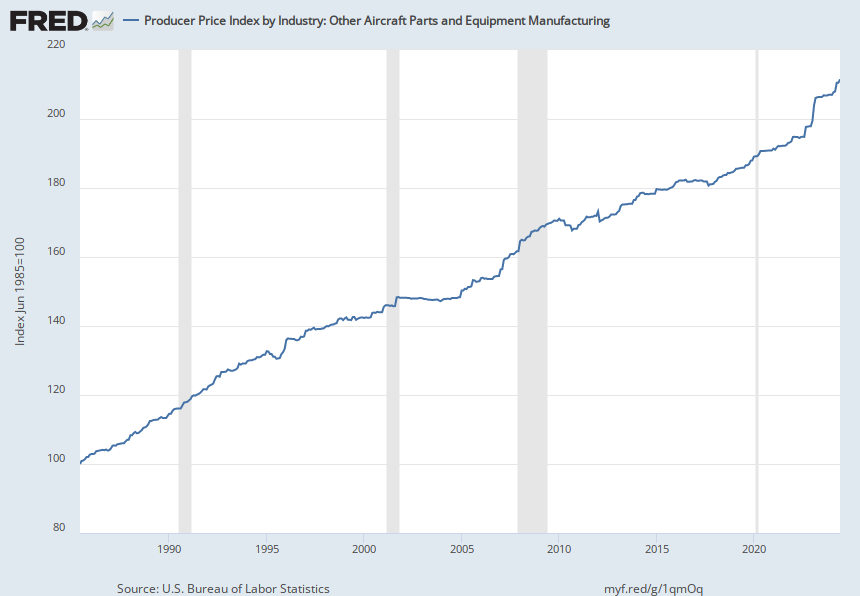 FRED
Producer Price Index by Industry: Other Aircraft Parts and Equipment Manufacturing
220
200
180
160
140
120
100
80
Index Jun 1985=100
1990 1995 2000 2005 2010 2015 2020
Source: U.S. Bureau of Labor Statistics myf.red/g/1qmOq